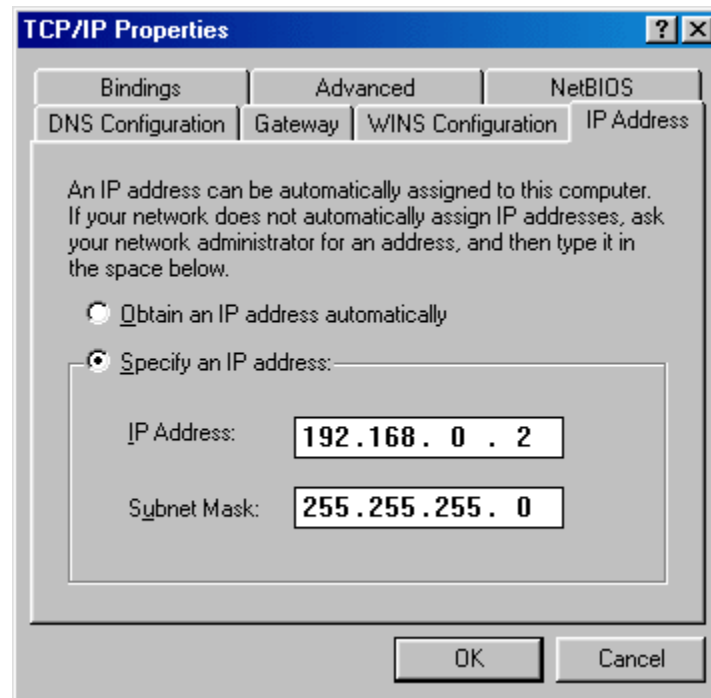 TCP/IP Properties
Bindings
Advanced
NetBIOS
DNS Configuration
Gateway
WINS Configuration
IP Address
An IP address can be automatically assigned to this computer.
If your network does not automatically assign IP addresses, ask
your network administrator for an address, and then type it in
the space below.
Obtain an IP address automatically
Specify an IP address:
IP Address: 192.168. 0 . 2
Subnet Mask: 255.255.255. 0
OK
Cancel